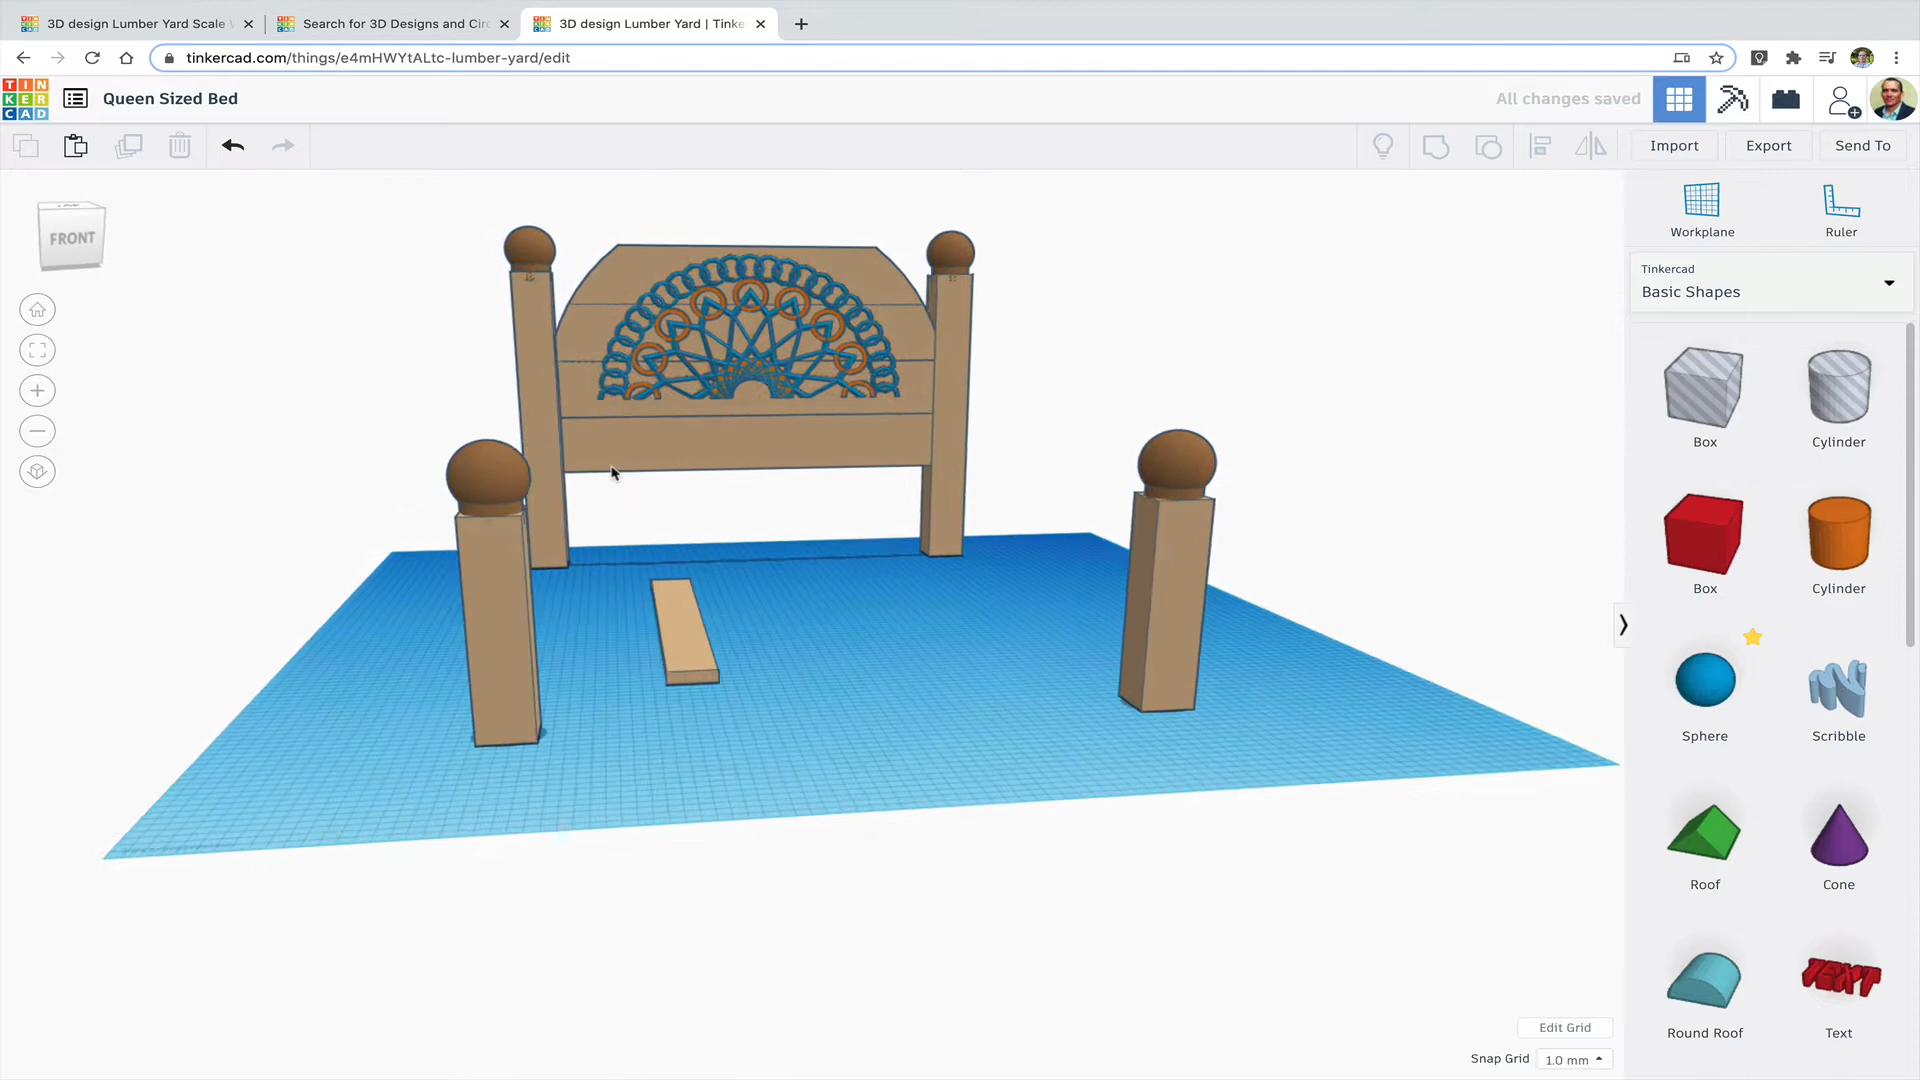 3D design Lumber Yard Scale
Search for 3D Designs and Circ
3D design Lumber Yard | Tinke
tinkercad.com/things/e4mHWYtALtc-lumber-yard/edit
TIN
KER
CAD
Queen Sized Bed
All changes saved
Import
Export
Send To
FRONT
Workplane
Ruler
Tinkercad
Basic Shapes
Box
Cylinder
Box
Cylinder
Sphere
Scribble
Roof
Cone
TEXT
Round Roof
Text
Edit Grid
Snap Grid 1.0 mm